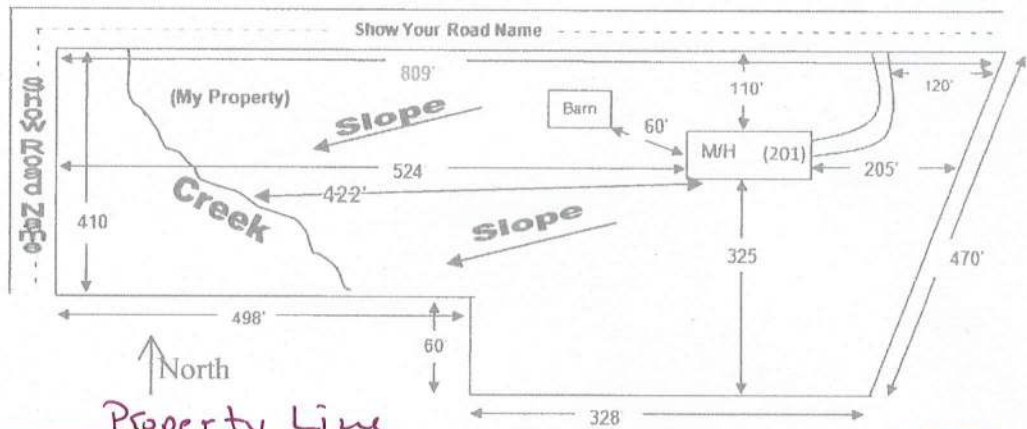 Show Your Road Name
809'
(My Property)
Slope
Barn
110'
120'
60'
M/H (201)
524
205'
422'
Show Road Name
Creek
410
Slope
325
470'
498'
60'
North
328
Property Line